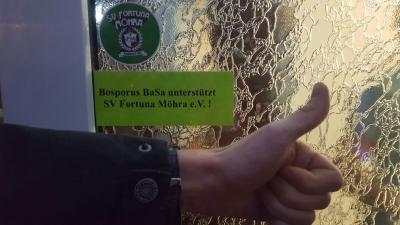 SV FORTUNA
MÖHRA
Bosporus BaSa unterstützt
SV Fortuna Möhra e.V. !